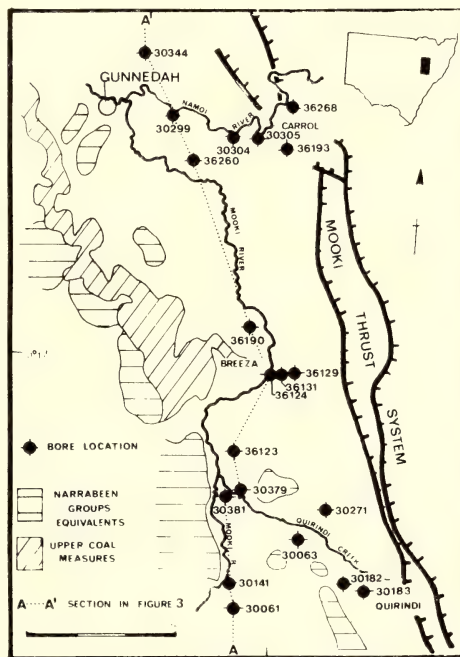 A'
30344
GUNNEDAH
NAMOI RIVER
36268
30299
CARROL
30305
30304
36193
36260
MOOKI RIVER
MOOKI THRUST SYSTEM
36190
BREEZA
36129
36131
36124
BORE LOCATION
36123
NARRABEEN GROUPS EQUIVALENTS
30379
30381
30271
QUIRINDI CREEK
UPPER COAL MEASURES
30063
MOOKI R
30141
30182
30183
A A' SECTION IN FIGURE 3
30061
QUIRINDI
A